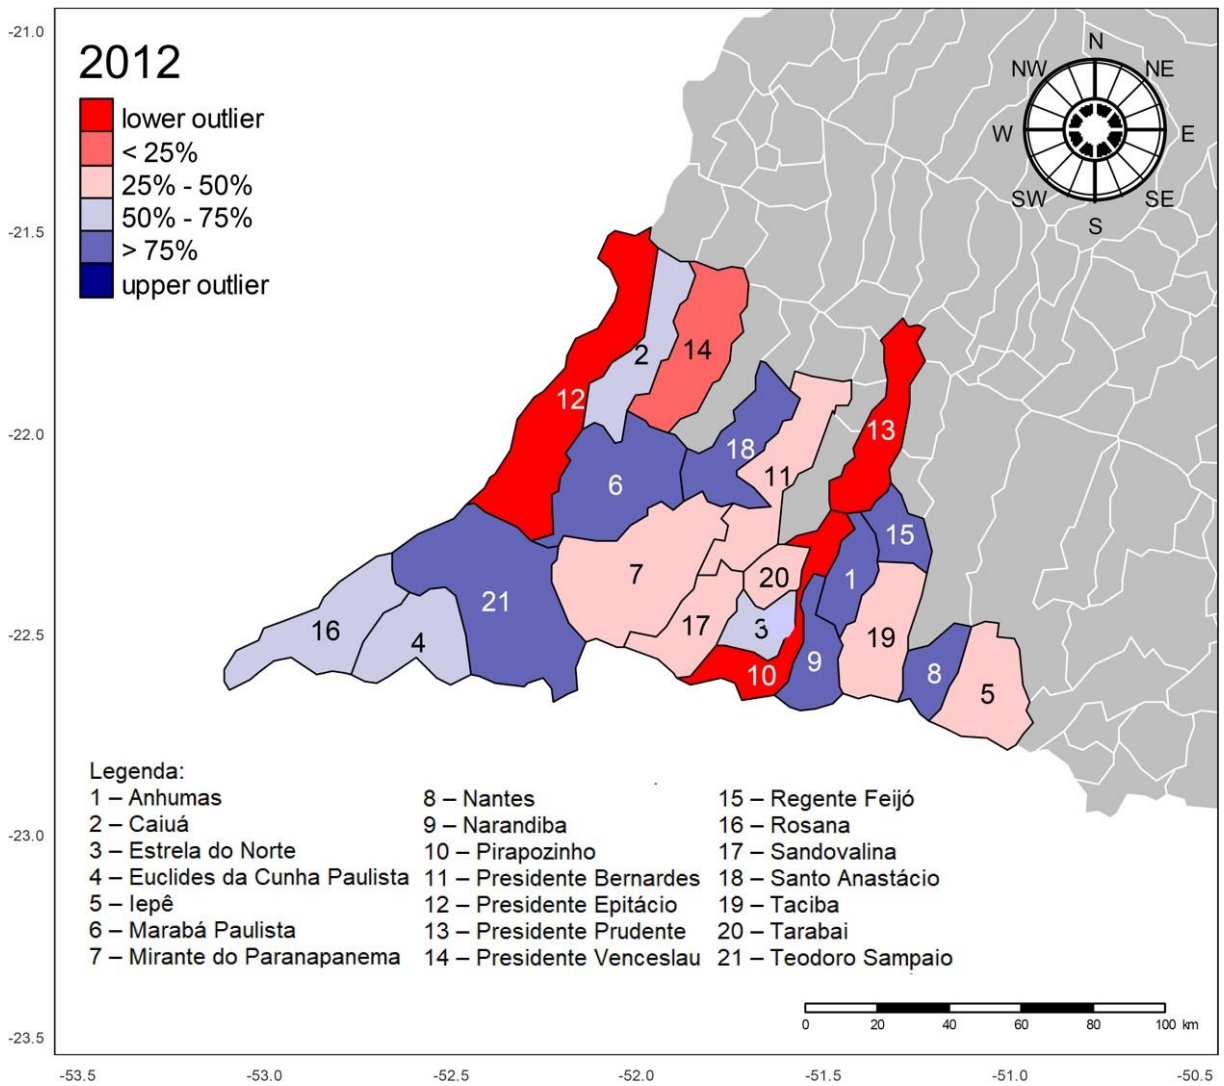 2012
lower outlier
< 25%
25% - 50%
50% - 75%
> 75%
upper outlier
N
NW NE
W E
SW SE
S
-21.0
-21.5
-22.0
-22.5
-23.0
-23.5
2
14
12
13
18
11
6
15
7
20
1
21
16
4
17
3
19
10
9
8
5
Legenda:
1 – Anhumas
2 – Caiuá
3 – Estrela do Norte
4 – Euclides da Cunha Paulista
5 – Iepê
6 – Marabá Paulista
7 – Mirante do Paranapanema
8 – Nantes
9 – Narandiba
10 – Pirapozinho
11 – Presidente Bernardes
12 – Presidente Epitácio
13 – Presidente Prudente
14 – Presidente Venceslau
15 – Regente Feijó
16 – Rosana
17 – Sandovalina
18 – Santo Anastácio
19 – Taciba
20 – Tarabai
21 – Teodoro Sampaio
0 20 40 60 80 100 km
-53.5 -53.0 -52.5 -52.0 -51.5 -51.0 -50.5